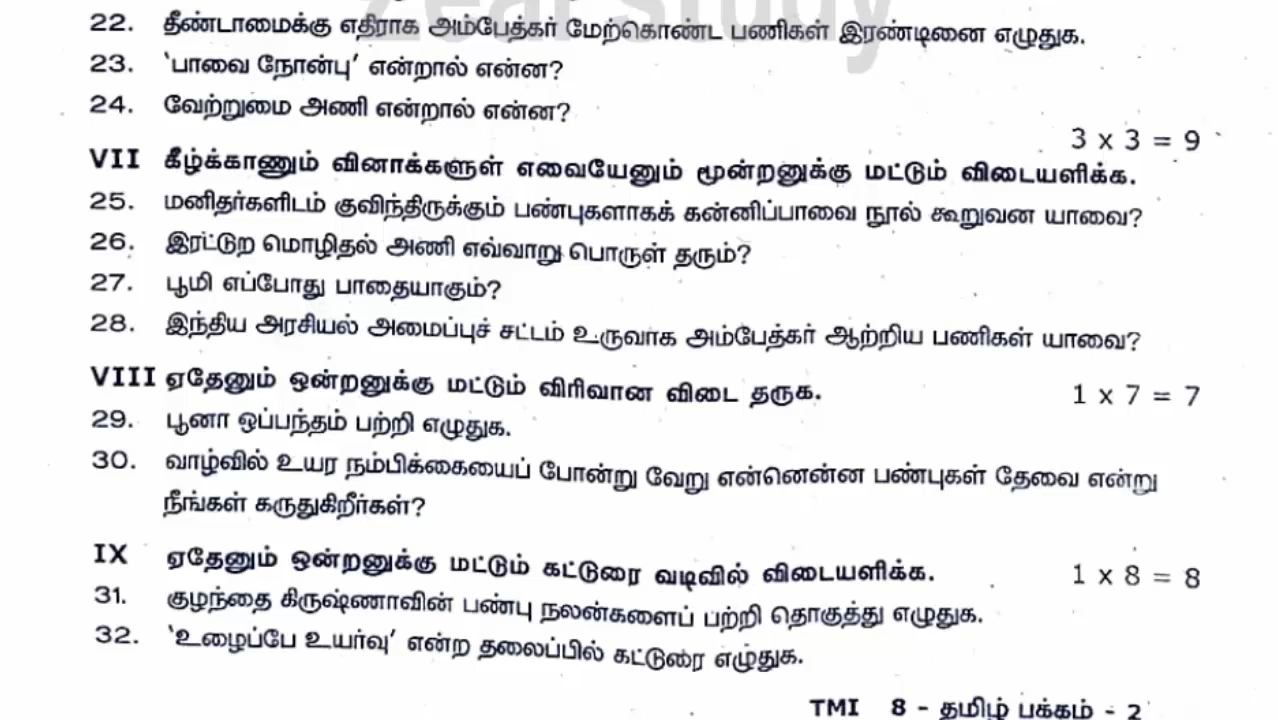 Zear Study
22. தீண்டாமைக்கு எதிராக அம்பேத்கர் மேற்கொண்ட பணிகள் இரண்டினை எழுதுக.
23. 'பாவை நோன்பு' என்றால் என்ன?
24. வேற்றுமை அணி என்றால் என்ன?
3 x 3 = 9
VII கீழ்க்காணும் வினாக்களுள் எவையேனும் மூன்றனுக்கு மட்டும் விடையளிக்க.
25. மனிதர்களிடம் குவிந்திருக்கும் பண்புகளாகக் கன்னிப்பாவை நூல் கூறுவன யாவை?
26. இரட்டுற மொழிதல் அணி எவ்வாறு பொருள் தரும்?
27. பூமி எப்போது பாதையாகும்?
28. இந்திய அரசியல் அமைப்புச் சட்டம் உருவாக அம்பேத்கர் ஆற்றிய பணிகள் யாவை?
VIII ஏதேனும் ஒன்றனுக்கு மட்டும் விரிவான விடை தருக. 1 x 7 = 7
29. பூனா ஒப்பந்தம் பற்றி எழுதுக.
30. வாழ்வில் உயர நம்பிக்கையைப் போன்று வேறு என்னென்ன பண்புகள் தேவை என்று
நீங்கள் கருதுகிறீர்கள்?
IX ஏதேனும் ஒன்றனுக்கு மட்டும் கட்டுரை வடிவில் விடையளிக்க. 1 x 8 = 8
31. குழந்தை கிருஷ்ணாவின் பண்பு நலன்களைப் பற்றி தொகுத்து எழுதுக.
32. 'உழைப்பே உயர்வு' என்ற தலைப்பில் கட்டுரை எழுதுக.
TMI 8 - தமிழ் பக்கம் - 2